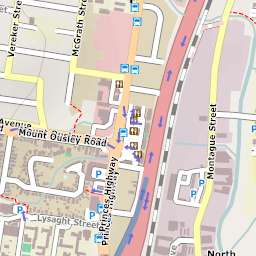 Vereker Street
McGrath Street
Montague Street
Avenue
Mount Ousley Road
Princes Highway
P
P
P
P
P
Lysaght Street
North